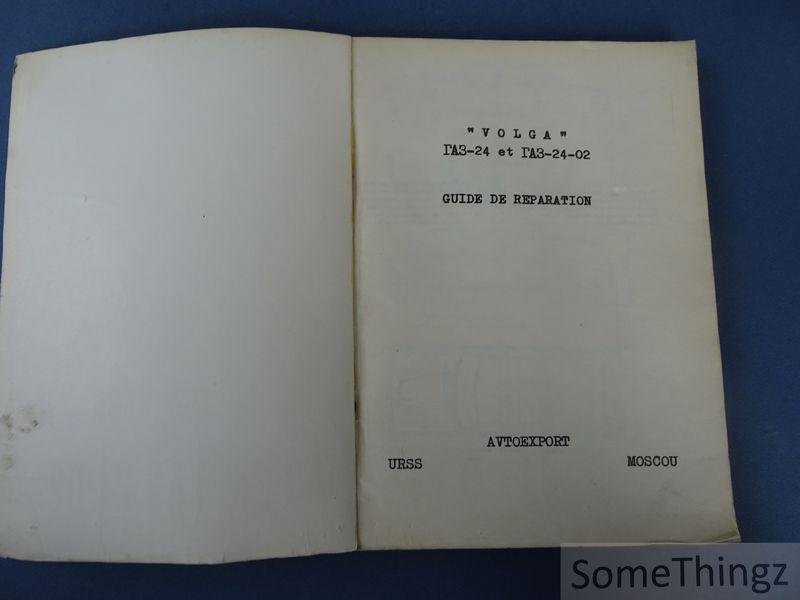 "VOLGA"
ГАЗ-24 et ГАЗ-24-02
GUIDE DE REPARATION
AVTOEXPORT
URSS MOSCOU
SomeThingz